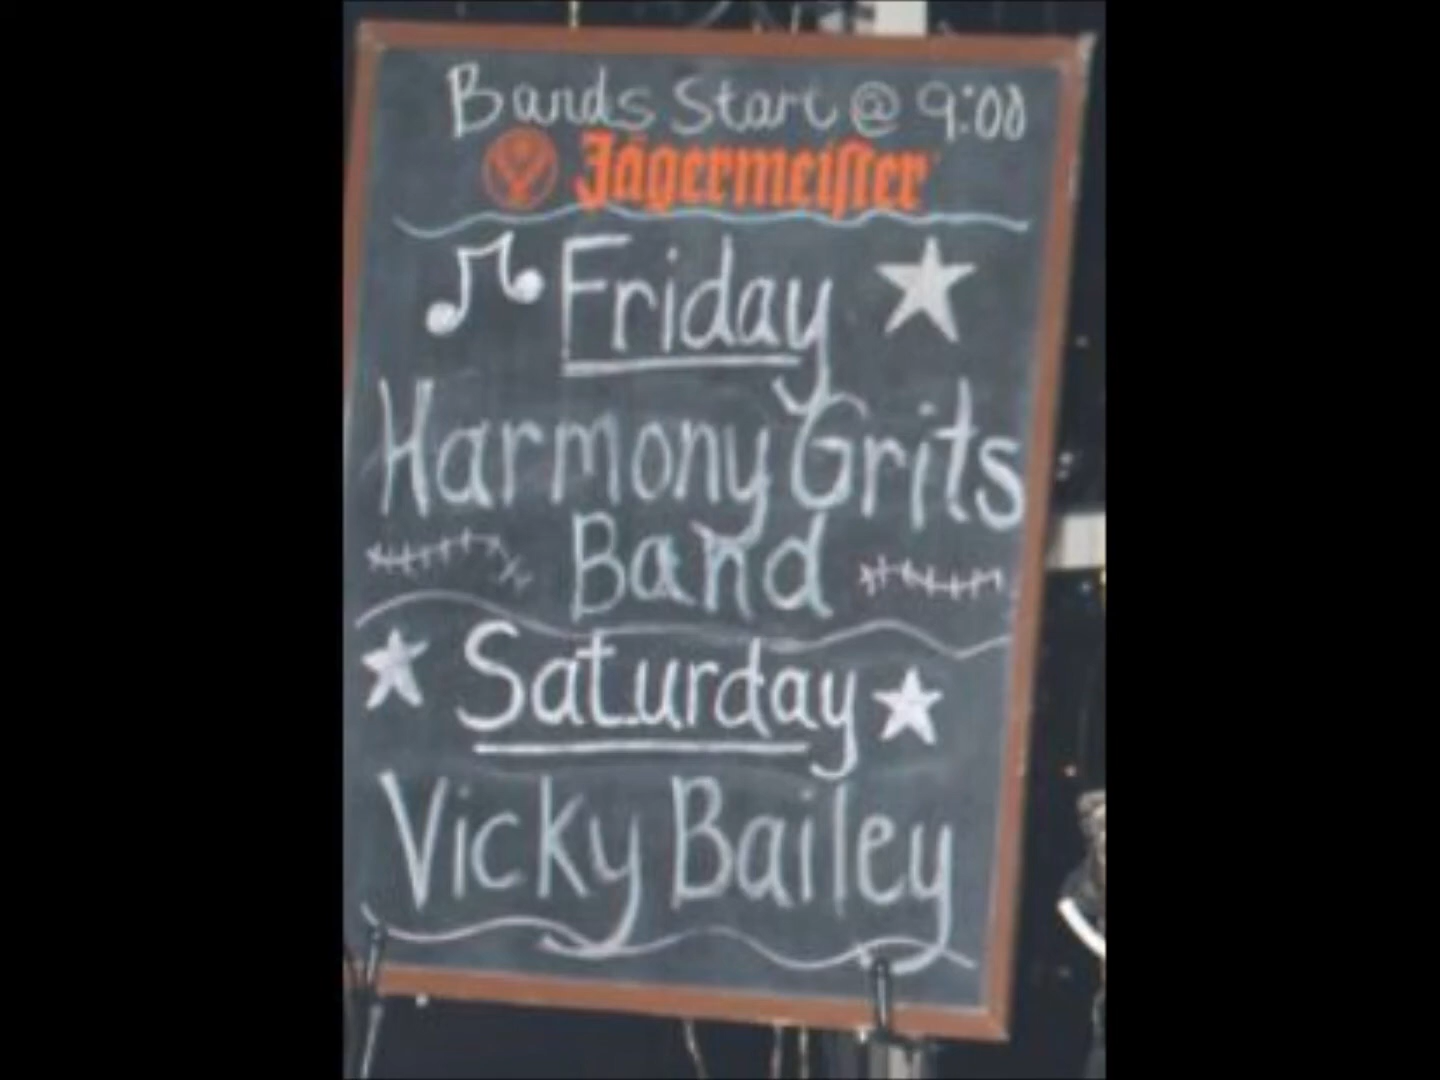 Bands Start @ 9:00
Jägermeister
Friday
Harmony Grits
Band
Saturday
Vicky Bailey